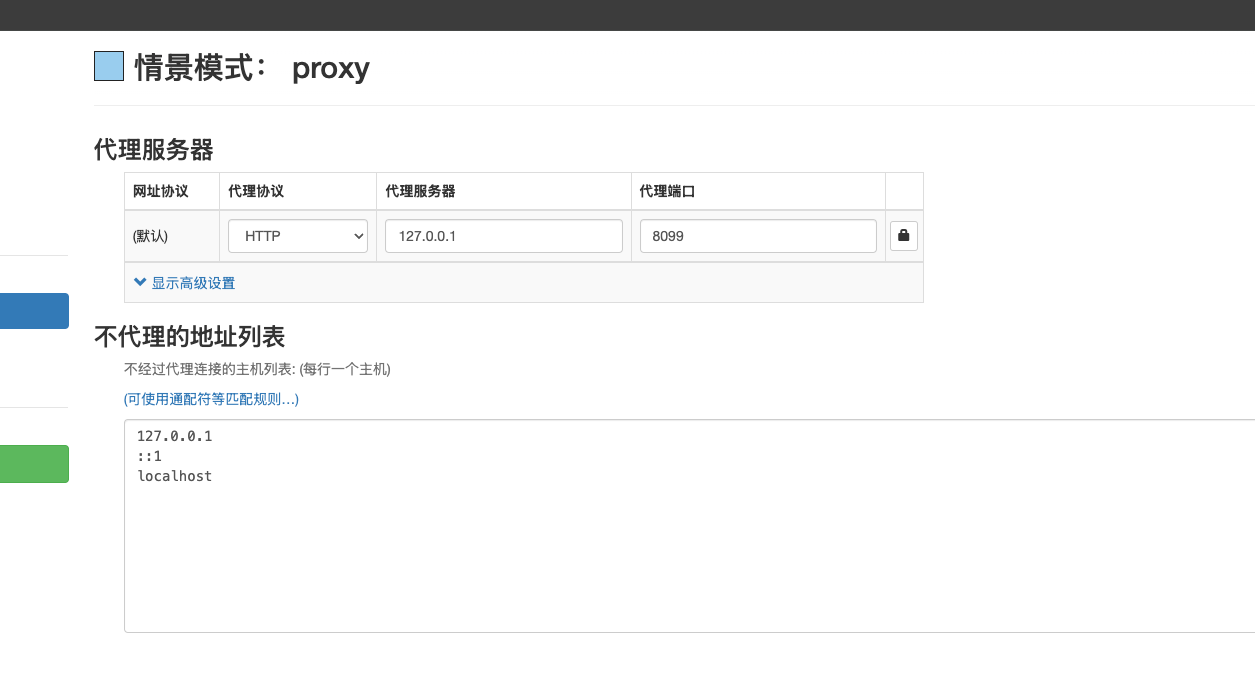 情景模式： proxy
代理服务器
网址协议 代理协议 代理服务器 代理端口
(默认) HTTP 127.0.0.1 8099
显示高级设置
不代理的地址列表
不经过代理连接的主机列表: (每行一个主机)
(可使用通配符等匹配规则…)
127.0.0.1
::1
localhost